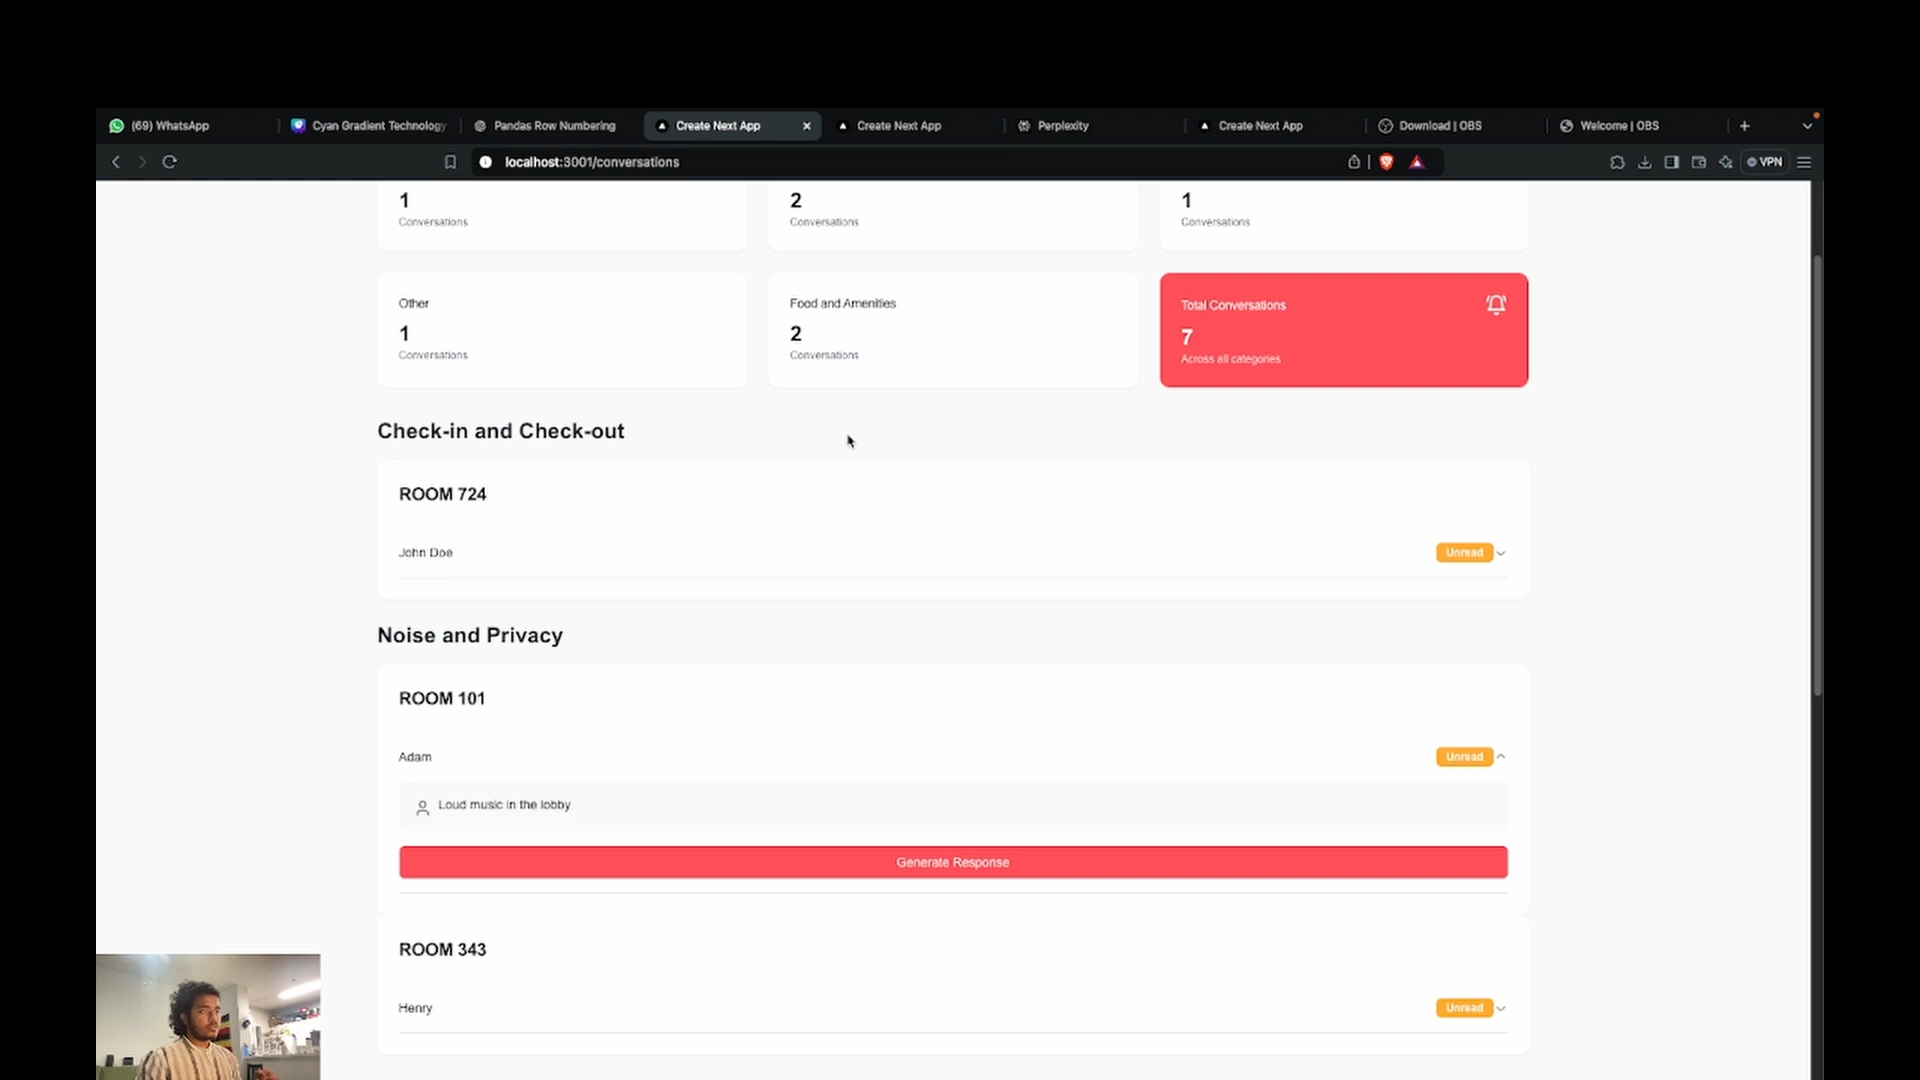 (69) WhatsApp
Cyan Gradient Technology
Pandas Row Numbering
Create Next App
Create Next App
Perplexity
Create Next App
Download | OBS
Welcome | OBS
localhost:3001/conversations
VPN
1
Conversations
2
Conversations
1
Conversations
Other
1
Conversations
Food and Amenities
2
Conversations
Total Conversations
7
Across all categories
Check-in and Check-out
ROOM 724
John Doe
Unread
Noise and Privacy
ROOM 101
Adam
Unread
Loud music in the lobby
Generate Response
ROOM 343
Henry
Unread